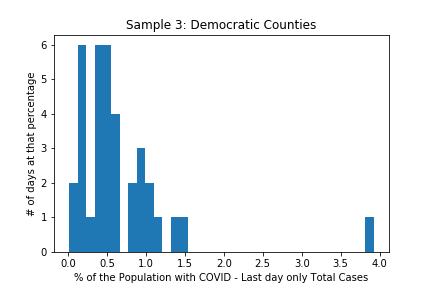 Sample 3: Democratic Counties
# of days at that percentage
6
5
4
3
2
1
0
0.0 0.5 1.0 1.5 2.0 2.5 3.0 3.5 4.0
% of the Population with COVID - Last day only Total Cases